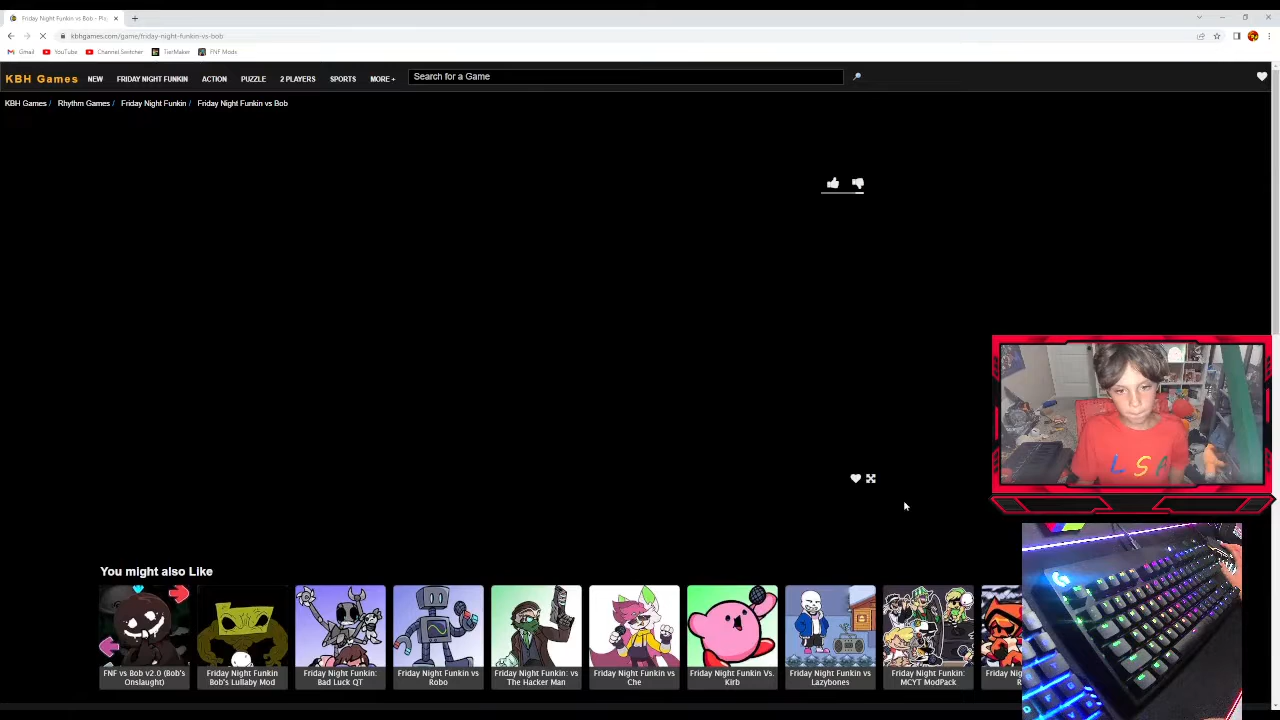 Friday Night Funkin vs Bob - Pla
kbhgames.com/game/friday-night-funkin-vs-bob
Gmail YouTube Channel Switcher TierMaker FNF Mods
KBH Games NEW FRIDAY NIGHT FUNKIN ACTION PUZZLE 2 PLAYERS SPORTS MORE + Search for a Game
KBH Games / Rhythm Games / Friday Night Funkin / Friday Night Funkin vs Bob
LSA
You might also Like
FNF vs Bob v2.0 (Bob's Onslaught)
Friday Night Funkin Bob's Lullaby Mod
Friday Night Funkin: Bad Luck QT
Friday Night Funkin vs Robo
Friday Night Funkin: vs The Hacker Man
Friday Night Funkin vs Che
Friday Night Funkin Vs. Kirb
Friday Night Funkin vs Lazybones
Friday Night Funkin: MCYT ModPack